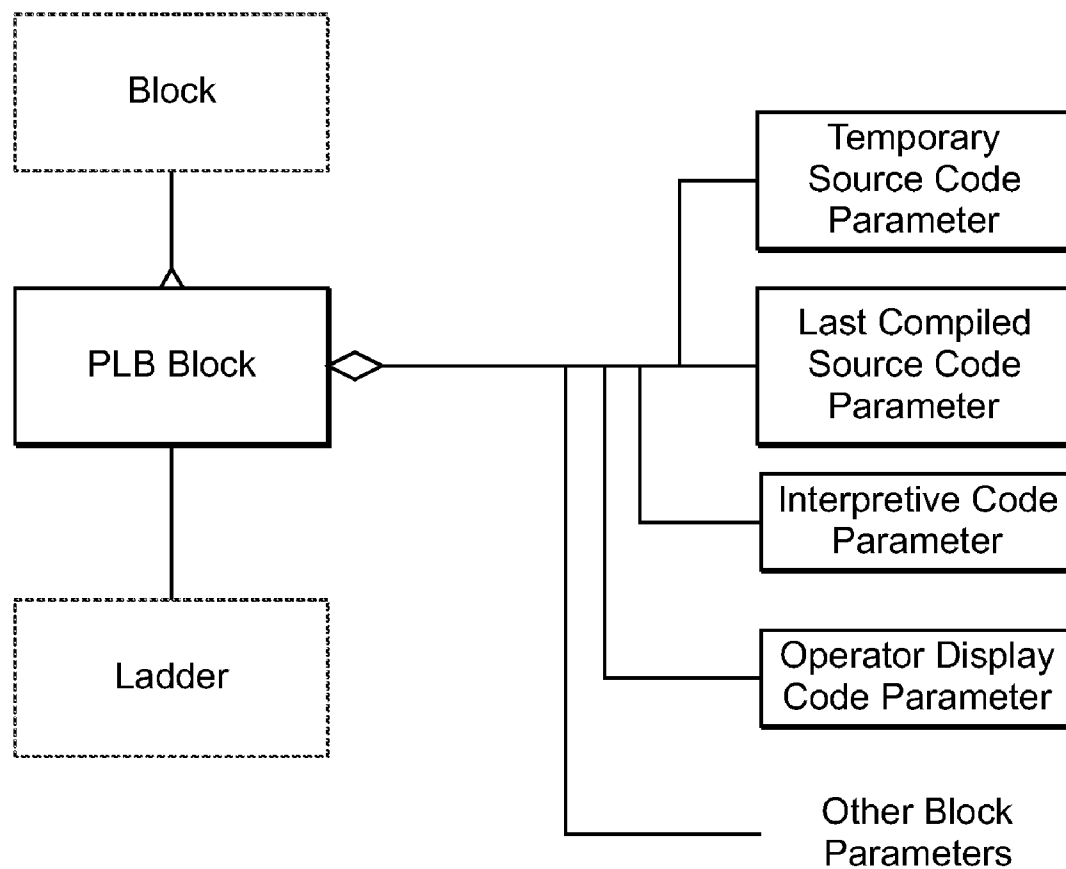 Block
PLB Block
Ladder
Temporary
Source Code
Parameter
Last Compiled
Source Code
Parameter
Interpretive Code
Parameter
Operator Display
Code Parameter
Other Block
Parameters